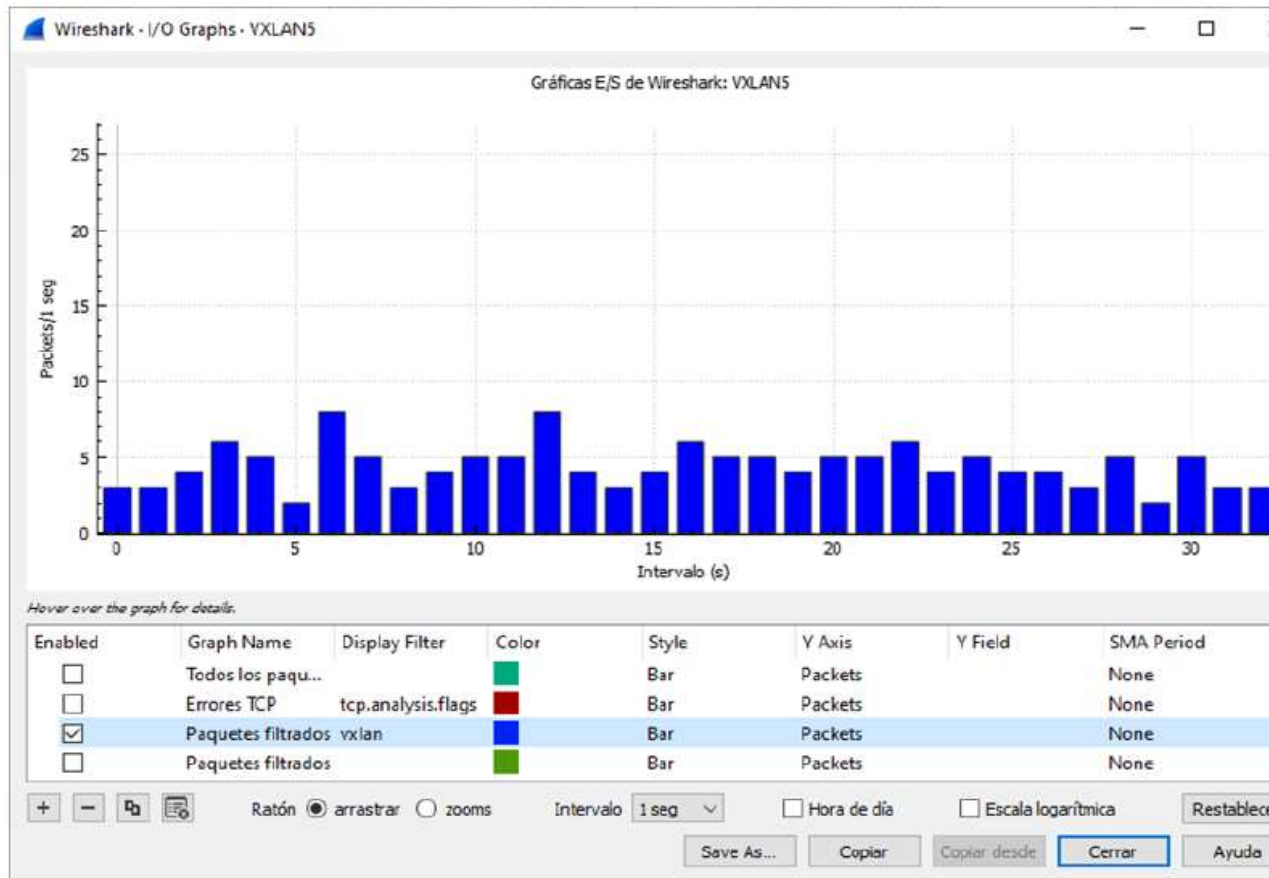 Wireshark · I/O Graphs · VXLAN5
Gráficas E/S de Wireshark: VXLAN5
25
20
15
10
5
0
Packets/1 seg
0 5 10 15 20 25 30
Intervalo (s)
Hover over the graph for details.
Enabled Graph Name Display Filter Color Style Y Axis Y Field SMA Period
Todos los paqu... Bar Packets None
Errores TCP tcp.analysis.flags Bar Packets None
Paquetes filtrados vxlan Bar Packets None
Paquetes filtrados Bar Packets None
+ − Ratón arrastrar zooms Intervalo 1 seg Hora de día Escala logarítmica Restablece
Save As... Copiar Copiar desde Cerrar Ayuda